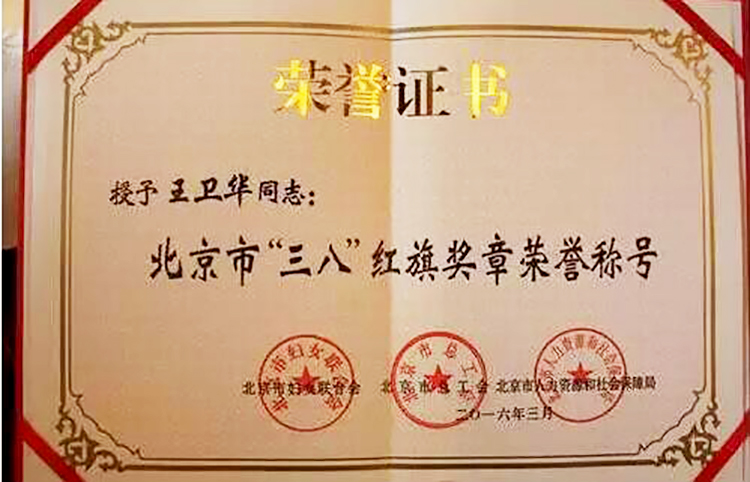 荣誉证书
授予王卫华同志：
北京市“三八”红旗奖章荣誉称号
北京市妇女联合会 北京市总工会 北京市人力资源和社会保障局
二〇一六年三月